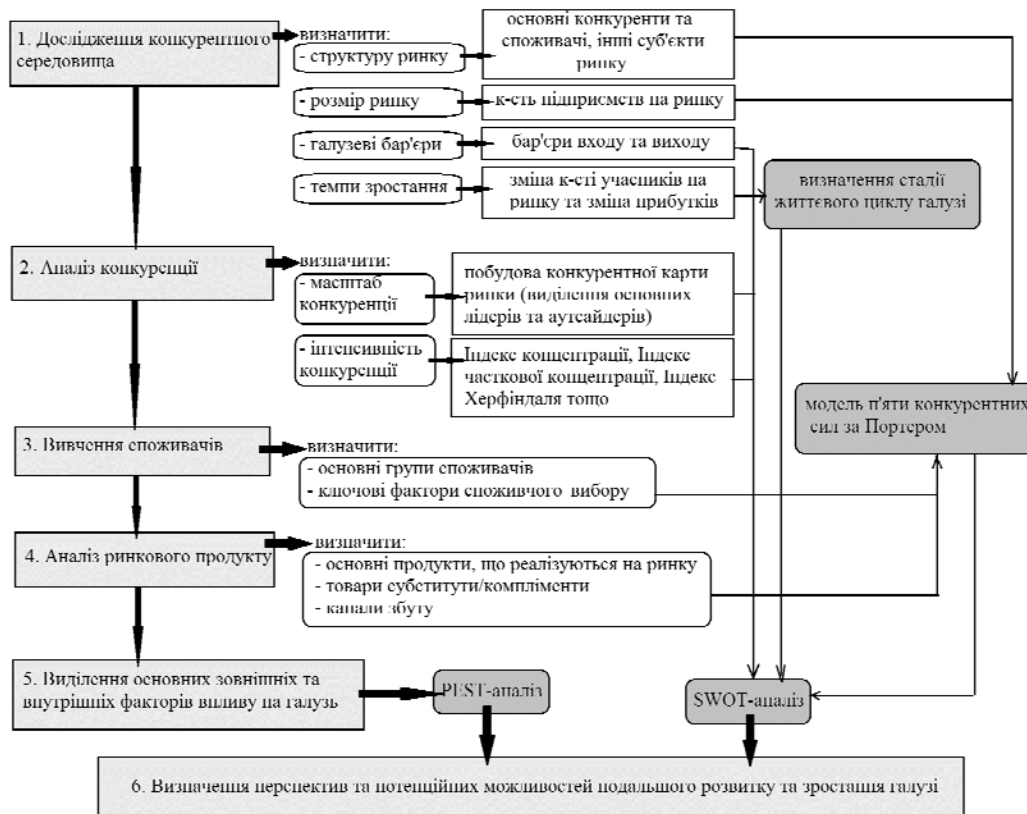 1. Дослідження конкурентного
середовища
визначити:
- структуру ринку
основні конкуренти та
споживачі, інші суб'єкти
ринку
- розмір ринку
к-сть підприємств на ринку
- галузеві бар'єри
бар'єри входу та виходу
- темпи зростання
зміна к-сті учасників на
ринку та зміна прибутків
визначення стадії
життєвого циклу галузі
2. Аналіз конкуренції
визначити:
- масштаб
конкуренції
побудова конкурентної карти
ринки (виділення основних
лідерів та аутсайдерів)
- інтенсивність
конкуренції
Індекс концентрації, Індекс
часткової концентрації, Індекс
Херфіндаля тощо
модель п'яти конкурентних
сил за Портером
3. Вивчення споживачів
визначити:
- основні групи споживачів
- ключові фактори споживчого вибору
4. Аналіз ринкового продукту
визначити:
- основні продукти, що реалізуються на ринку
- товари субститути/компліменти
- канали збуту
5. Виділення основних зовнішніх та
внутрішніх факторів впливу на галузь
PEST-аналіз
SWOT-аналіз
6. Визначення перспектив та потенційних можливостей подальшого розвитку та зростання галузі